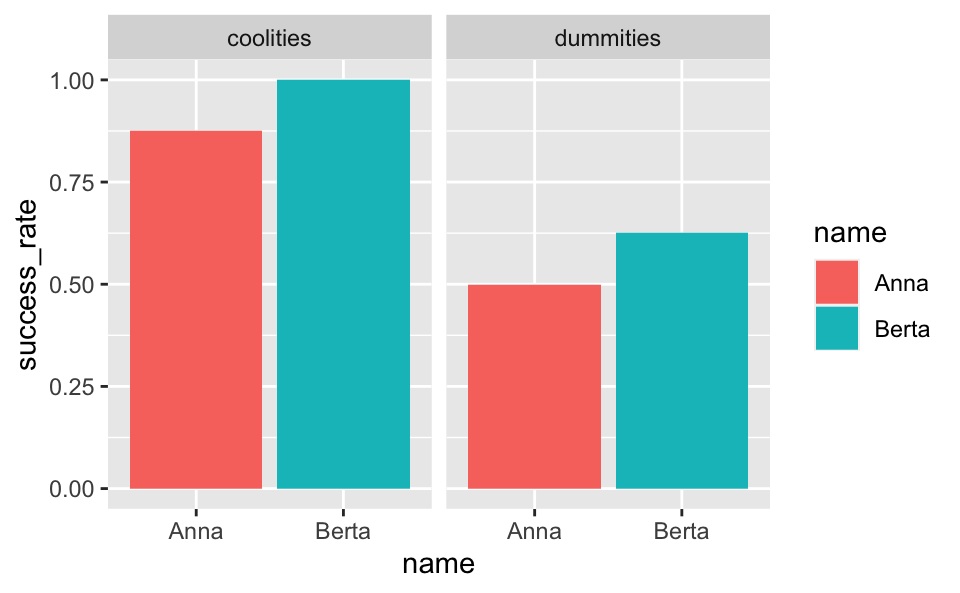 coolities dummities
1.00
0.75
0.50
0.25
0.00
success_rate
Anna Berta Anna Berta
name
name
Anna
Berta